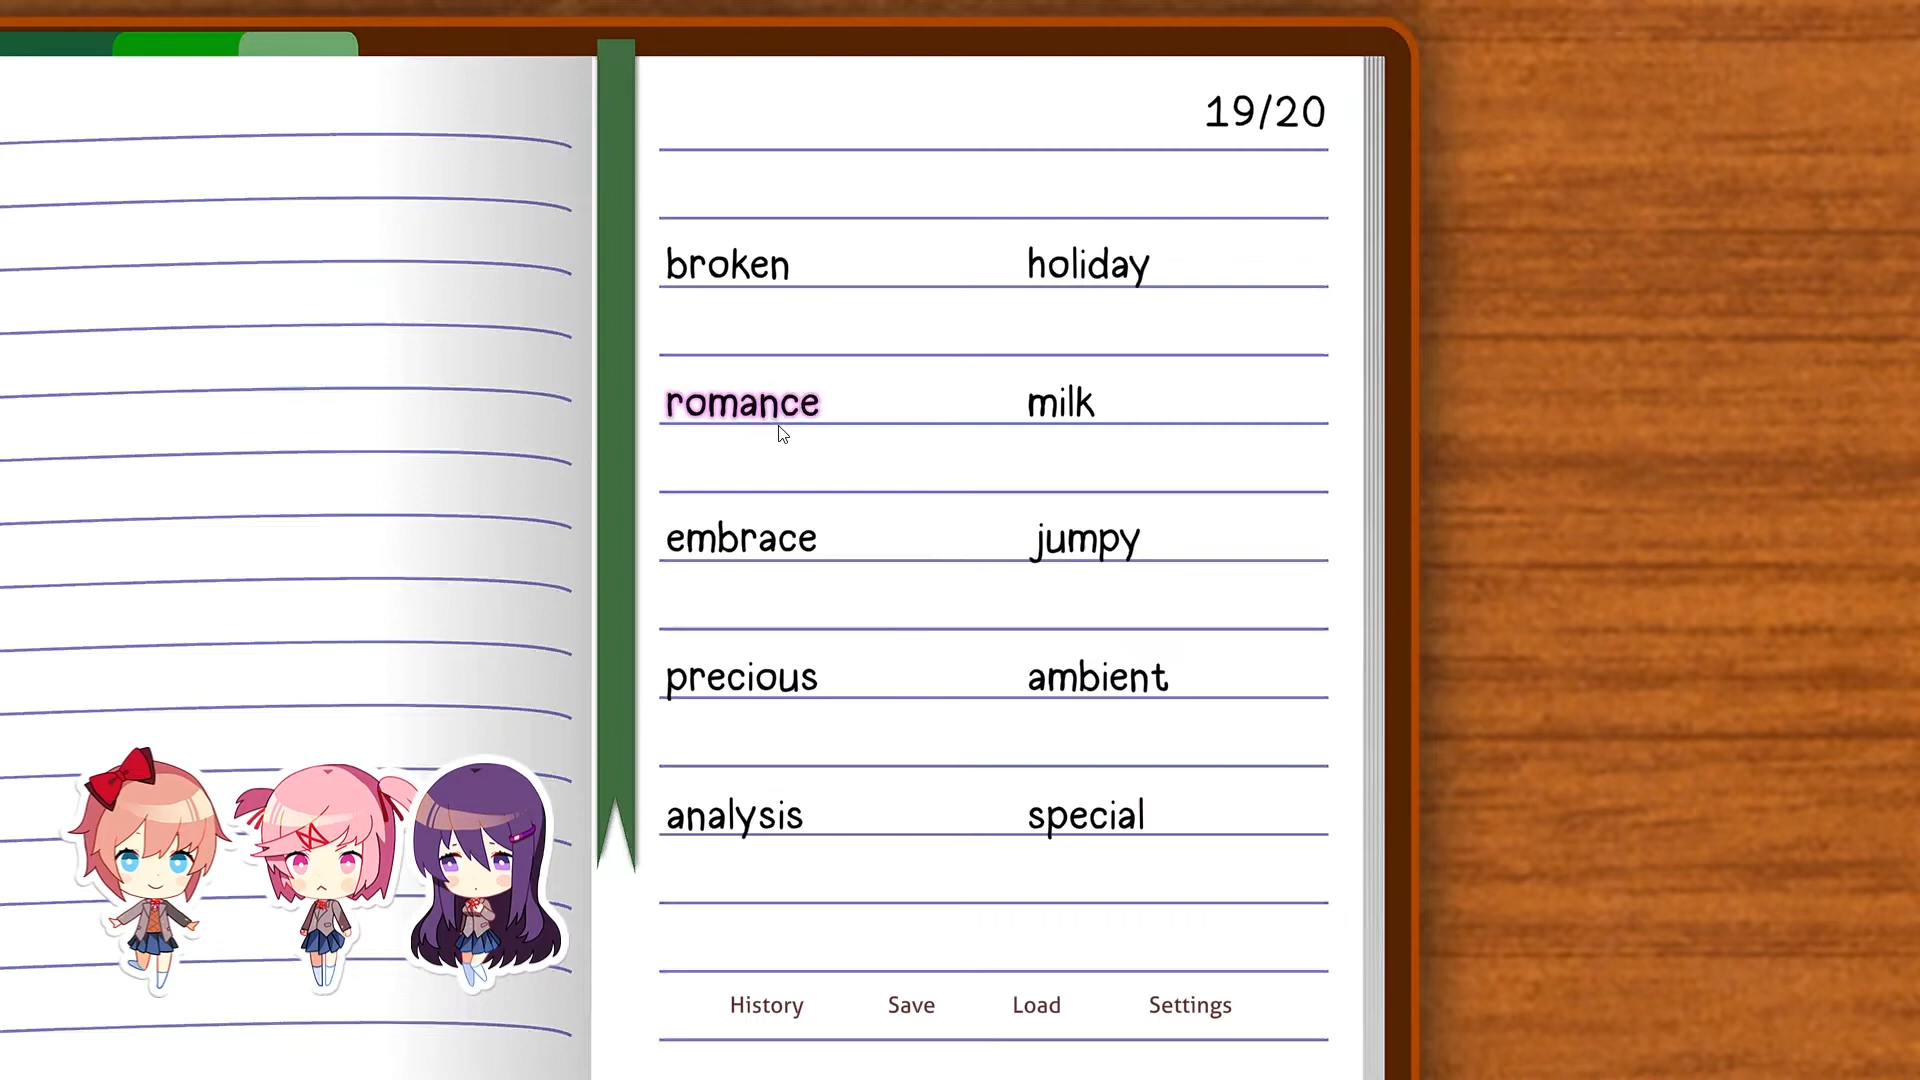 19/20
broken holiday
romance milk
embrace jumpy
precious ambient
analysis special
History Save Load Settings